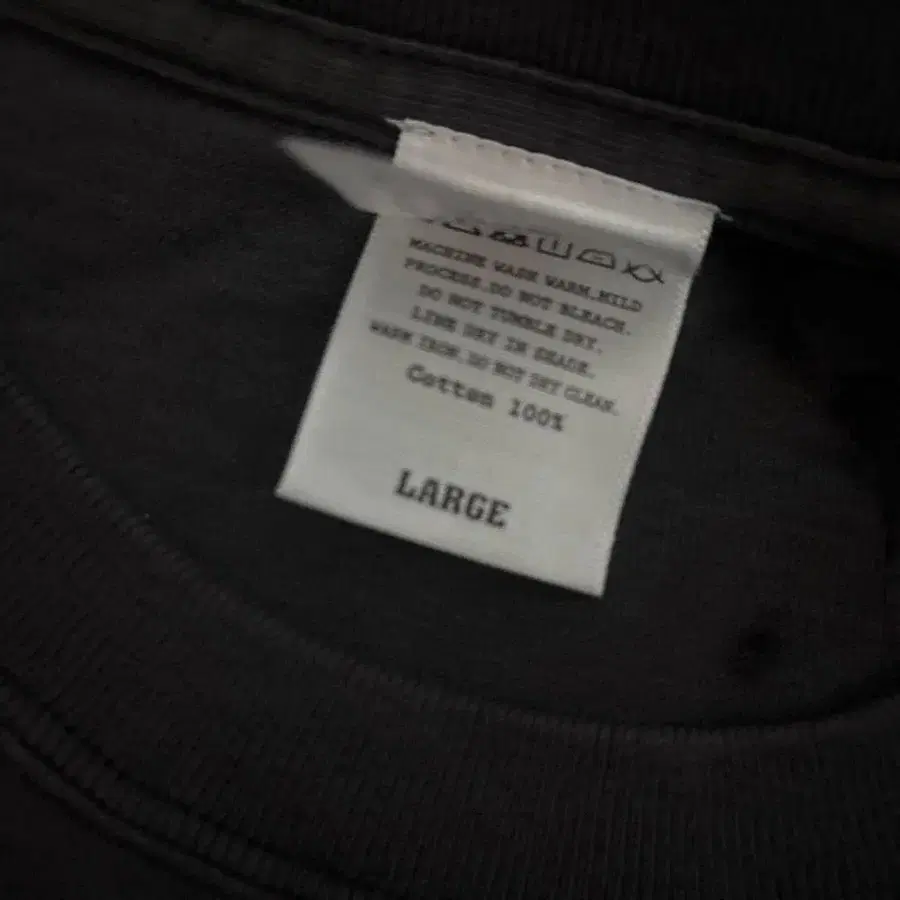 MACHINE WASH WARM,MILD
PROCESS.DO NOT BLEACH.
DO NOT TUMBLE DRY.
LINE DRY IN SHADE.
WARM IRON.DO NOT DRY CLEAN.
Cotton 100%
LARGE